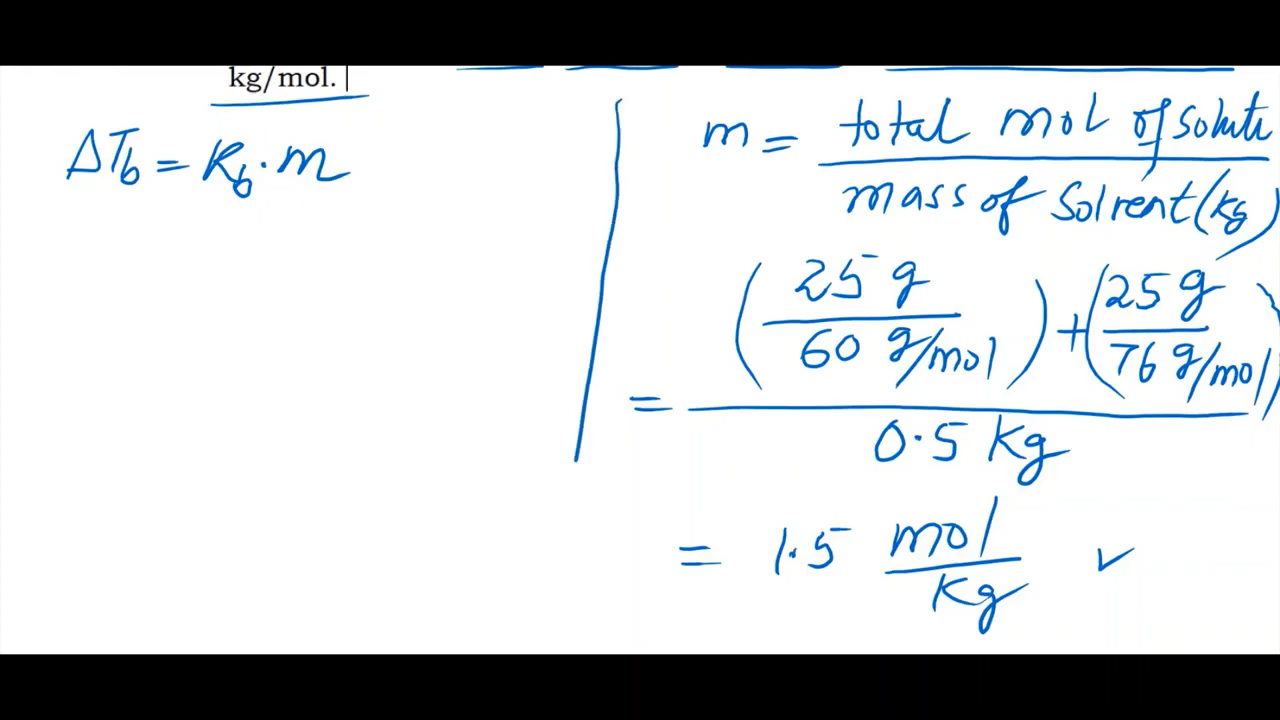 kg/mol.
ΔTb = Kb · m
m = total mol of solute / mass of Solvent (Kg)
= (25 g / 60 g/mol) + (25 g / 76 g/mol) / 0.5 Kg
= 1.5 mol / Kg ✓